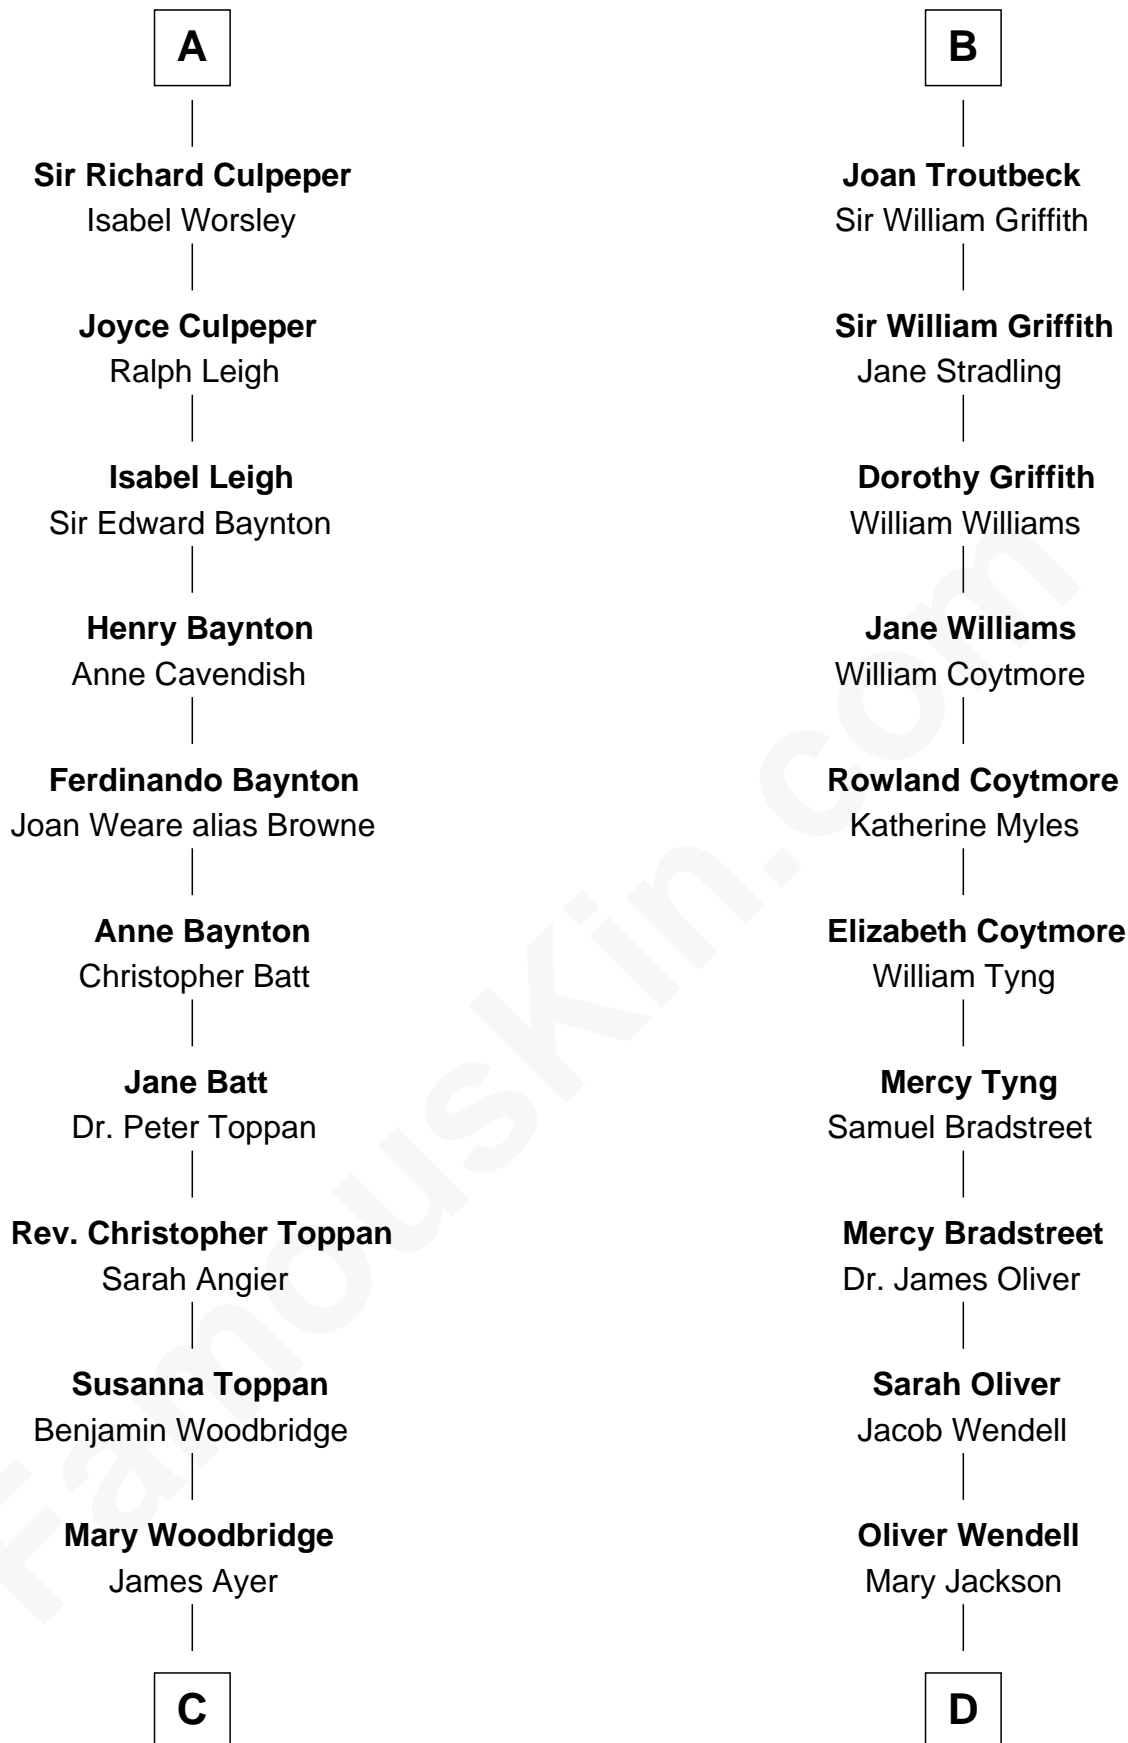 A
Sir Richard Culpeper
Isabel Worsley
Joyce Culpeper
Ralph Leigh
Isabel Leigh
Sir Edward Baynton
Henry Baynton
Anne Cavendish
Ferdinando Baynton
Joan Weare alias Browne
Anne Baynton
Christopher Batt
Jane Batt
Dr. Peter Toppan
Rev. Christopher Toppan
Sarah Angier
Susanna Toppan
Benjamin Woodbridge
Mary Woodbridge
James Ayer
C
B
Joan Troutbeck
Sir William Griffith
Sir William Griffith
Jane Stradling
Dorothy Griffith
William Williams
Jane Williams
William Coytmore
Rowland Coytmore
Katherine Myles
Elizabeth Coytmore
William Tyng
Mercy Tyng
Samuel Bradstreet
Mercy Bradstreet
Dr. James Oliver
Sarah Oliver
Jacob Wendell
Oliver Wendell
Mary Jackson
D
FamousKin.com